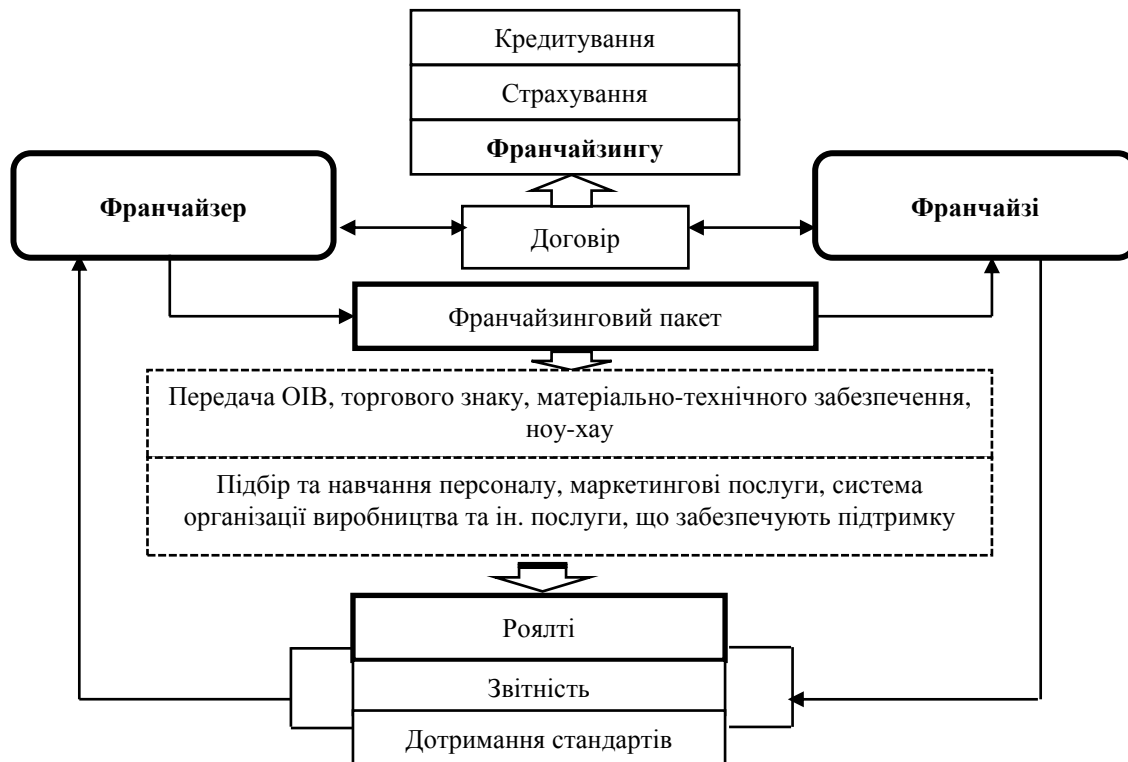 Кредитування
Страхування
Франчайзингу
Франчайзер
Договір
Франчайзі
Франчайзинговий пакет
Передача ОІВ, торгового знаку, матеріально-технічного забезпечення,
ноу-хау
Підбір та навчання персоналу, маркетингові послуги, система
організації виробництва та ін. послуги, що забезпечують підтримку
Роялті
Звітність
Дотримання стандартів